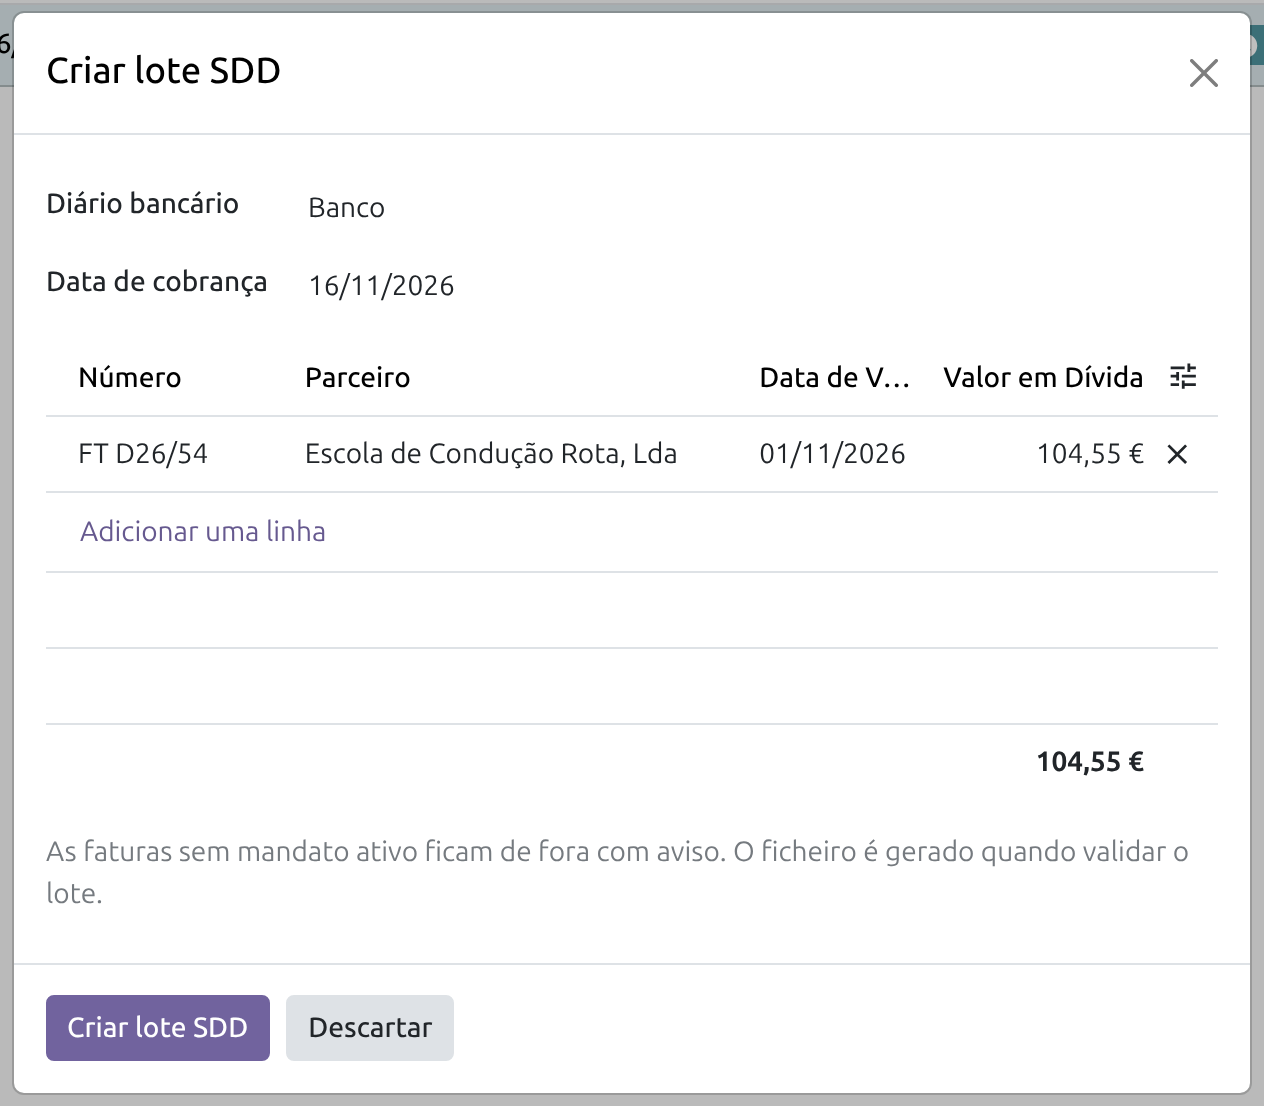 6/
Criar lote SDD
Diário bancário Banco
Data de cobrança 16/11/2026
Número Parceiro Data de V... Valor em Dívida
FT D26/54 Escola de Condução Rota, Lda 01/11/2026 104,55 €
Adicionar uma linha
104,55 €
As faturas sem mandato ativo ficam de fora com aviso. O ficheiro é gerado quando validar o
lote.
Criar lote SDD Descartar